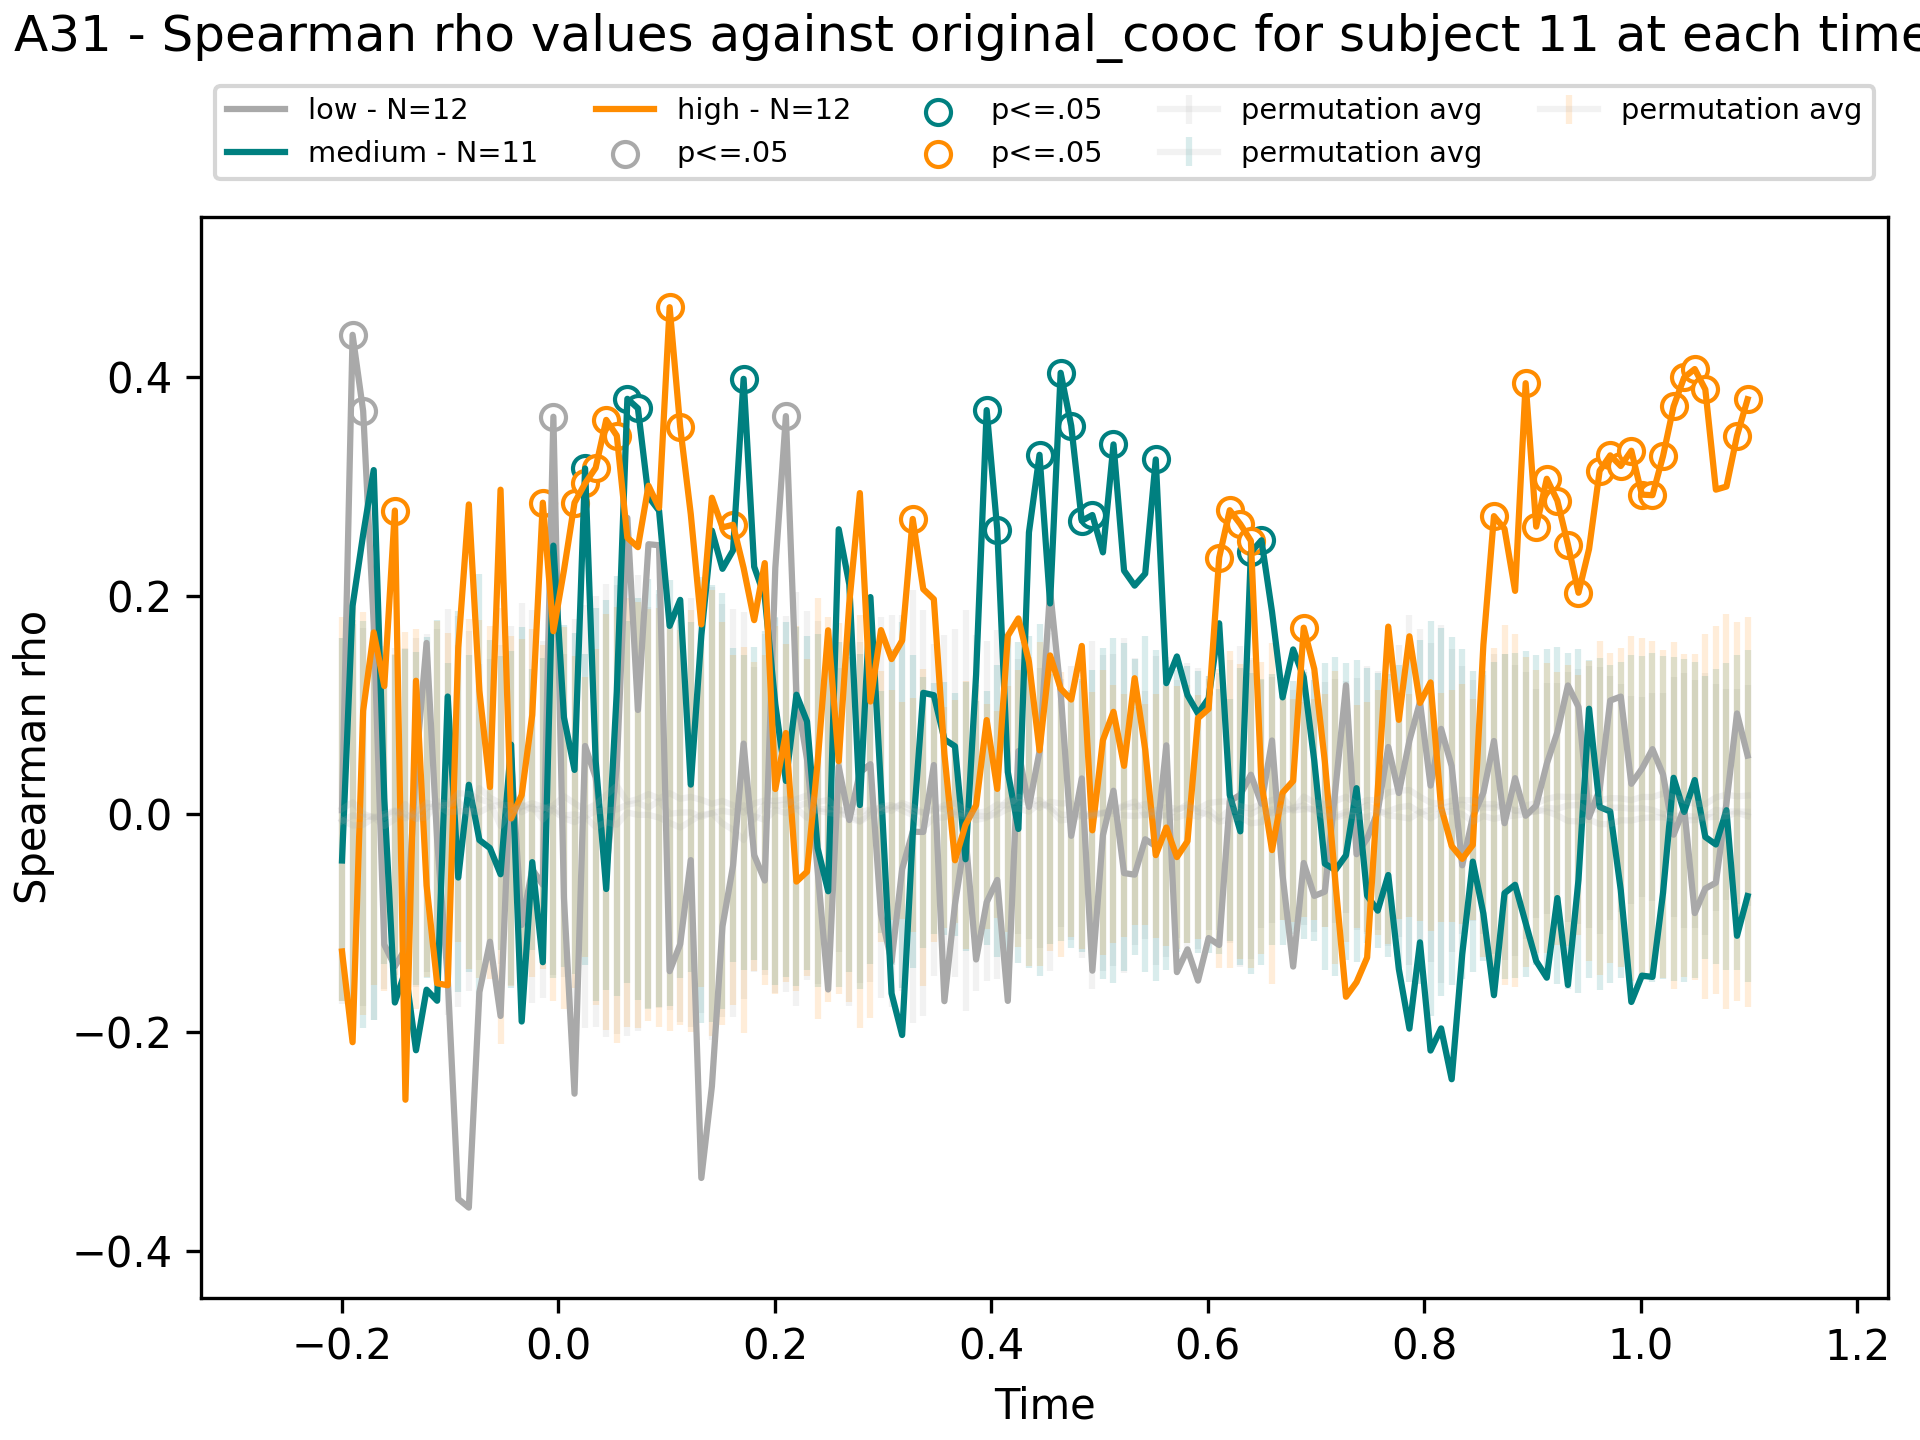 A31 - Spearman rho values against original_cooc for subject 11 at each time
low - N=12
medium - N=11
high - N=12
p<=.05
p<=.05
p<=.05
permutation avg
permutation avg
permutation avg
Spearman rho
0.4
0.2
0.0
−0.2
−0.4
−0.2 0.0 0.2 0.4 0.6 0.8 1.0 1.2
Time